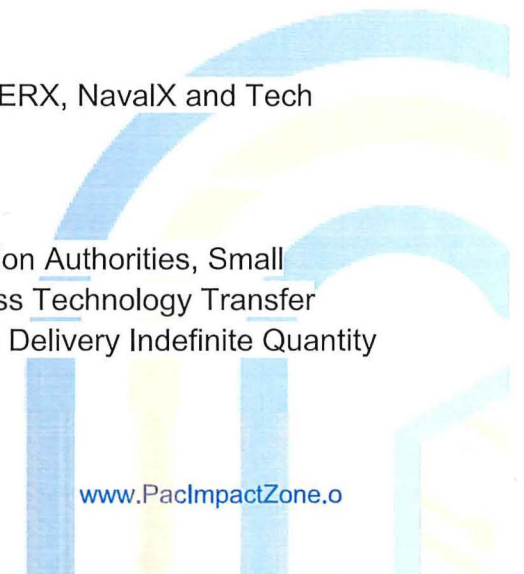 ERX, NavalX and Tech
on Authorities, Small
ss Technology Transfer
Delivery Indefinite Quantity
www.PacImpactZone.o